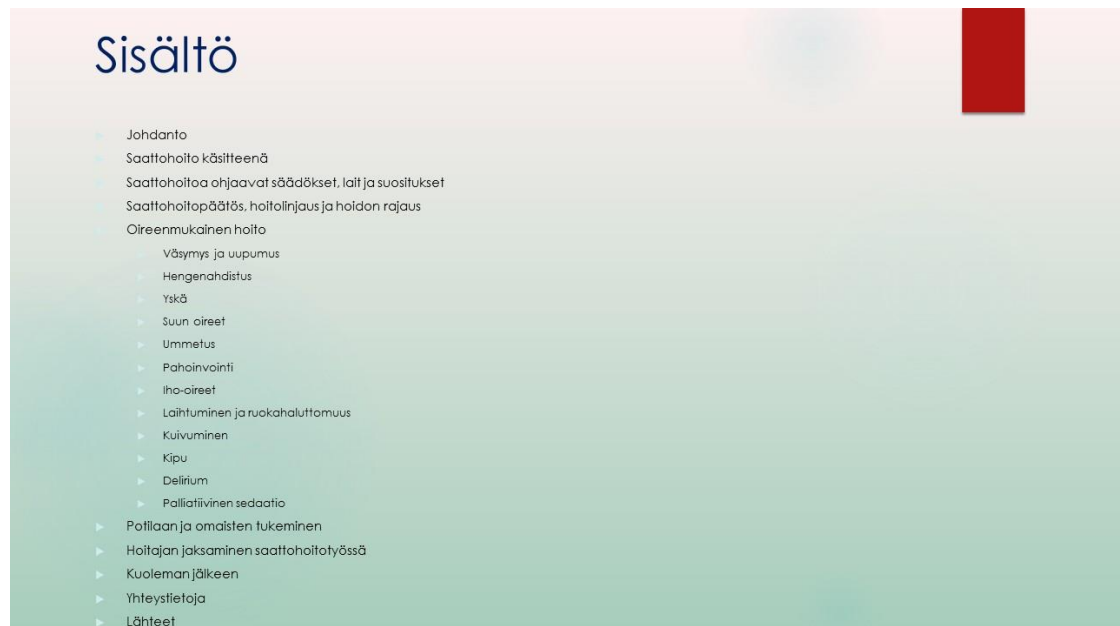 Sisältö
Johdanto
Saattohoito käsitteenä
Saattohoitoa ohjaavat säädökset, lait ja suositukset
Saattohoitopäätös, hoitolinjaus ja hoidon rajaus
Oireenmukainen hoito
Väsymys ja uupumus
Hengenahdistus
Yskä
Suun oireet
Ummetus
Pahoinvointi
Iho-oireet
Laihtuminen ja ruokahaluttomuus
Kuivuminen
Kipu
Delirium
Palliatiivinen sedaatio
Potilaan ja omaisten tukeminen
Hoitajan jaksaminen saattohoitotyössä
Kuoleman jälkeen
Yhteystietoja
Lähteet